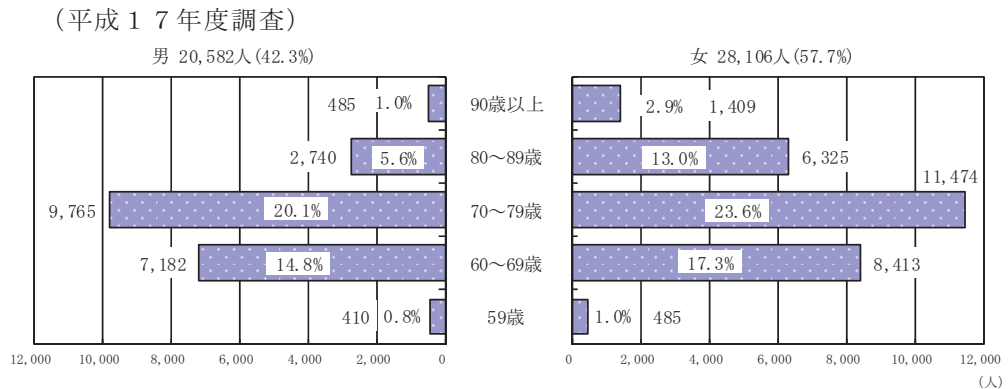 （平成１７年度調査）
男 20,582人(42.3%)
女 28,106人(57.7%)
485 1.0% 90歳以上 2.9% 1,409
2,740 5.6% 80～89歳 13.0% 6,325
9,765 20.1% 70～79歳 23.6% 11,474
7,182 14.8% 60～69歳 17.3% 8,413
410 0.8% 59歳 1.0% 485
12,000 10,000 8,000 6,000 4,000 2,000 0 0 2,000 4,000 6,000 8,000 10,000 12,000
(人)